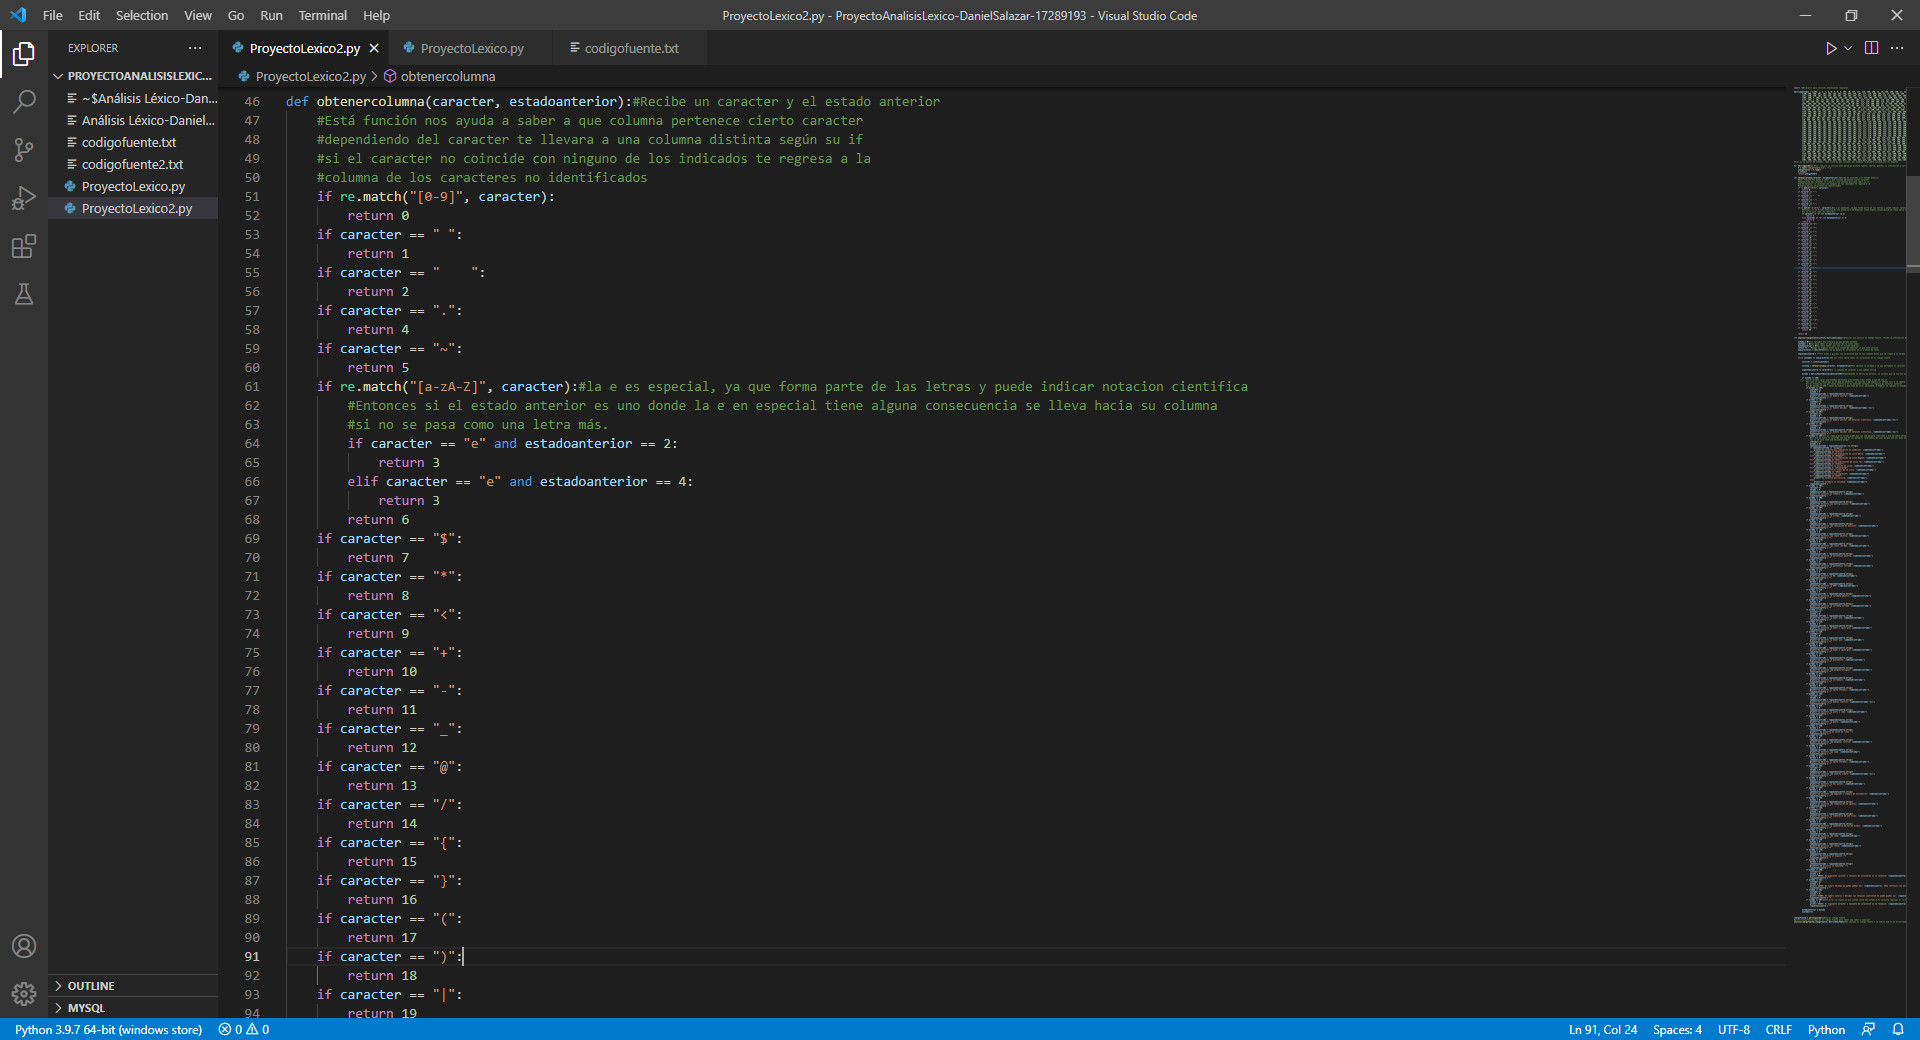 File Edit Selection View Go Run Terminal Help
ProyectoLexico2.py - ProyectoAnalisisLexico-DanielSalazar-17289193 - Visual Studio Code
EXPLORER
PROYECTOANALISISLEXIC...
~$Análisis Léxico-Dan...
Análisis Léxico-Daniel...
codigofuente.txt
codigofuente2.txt
ProyectoLexico.py
ProyectoLexico2.py
OUTLINE
MYSQL
ProyectoLexico2.py ProyectoLexico.py codigofuente.txt
ProyectoLexico2.py > obtenercolumna
46 def obtenercolumna(caracter, estadoanterior):#Recibe un caracter y el estado anterior
47 #Está función nos ayuda a saber a que columna pertenece cierto caracter
48 #dependiendo del caracter te llevara a una columna distinta según su if
49 #si el caracter no coincide con ninguno de los indicados te regresa a la
50 #columna de los caracteres no identificados
51 if re.match("[0-9]", caracter):
52 return 0
53 if caracter == " ":
54 return 1
55 if caracter == "    ":
56 return 2
57 if caracter == ".":
58 return 4
59 if caracter == "~":
60 return 5
61 if re.match("[a-zA-Z]", caracter):#la e es especial, ya que forma parte de las letras y puede indicar notacion cientifica
62 #Entonces si el estado anterior es uno donde la e en especial tiene alguna consecuencia se lleva hacia su columna
63 #si no se pasa como una letra más.
64 if caracter == "e" and estadoanterior == 2:
65 return 3
66 elif caracter == "e" and estadoanterior == 4:
67 return 3
68 return 6
69 if caracter == "$":
70 return 7
71 if caracter == "*":
72 return 8
73 if caracter == "<":
74 return 9
75 if caracter == "+":
76 return 10
77 if caracter == "-":
78 return 11
79 if caracter == "_":
80 return 12
81 if caracter == "@":
82 return 13
83 if caracter == "/":
84 return 14
85 if caracter == "{":
86 return 15
87 if caracter == "}":
88 return 16
89 if caracter == "(":
90 return 17
91 if caracter == ")":
92 return 18
93 if caracter == "|":
94 return 19
Python 3.9.7 64-bit (windows store) 0 0 Ln 91, Col 24 Spaces: 4 UTF-8 CRLF Python